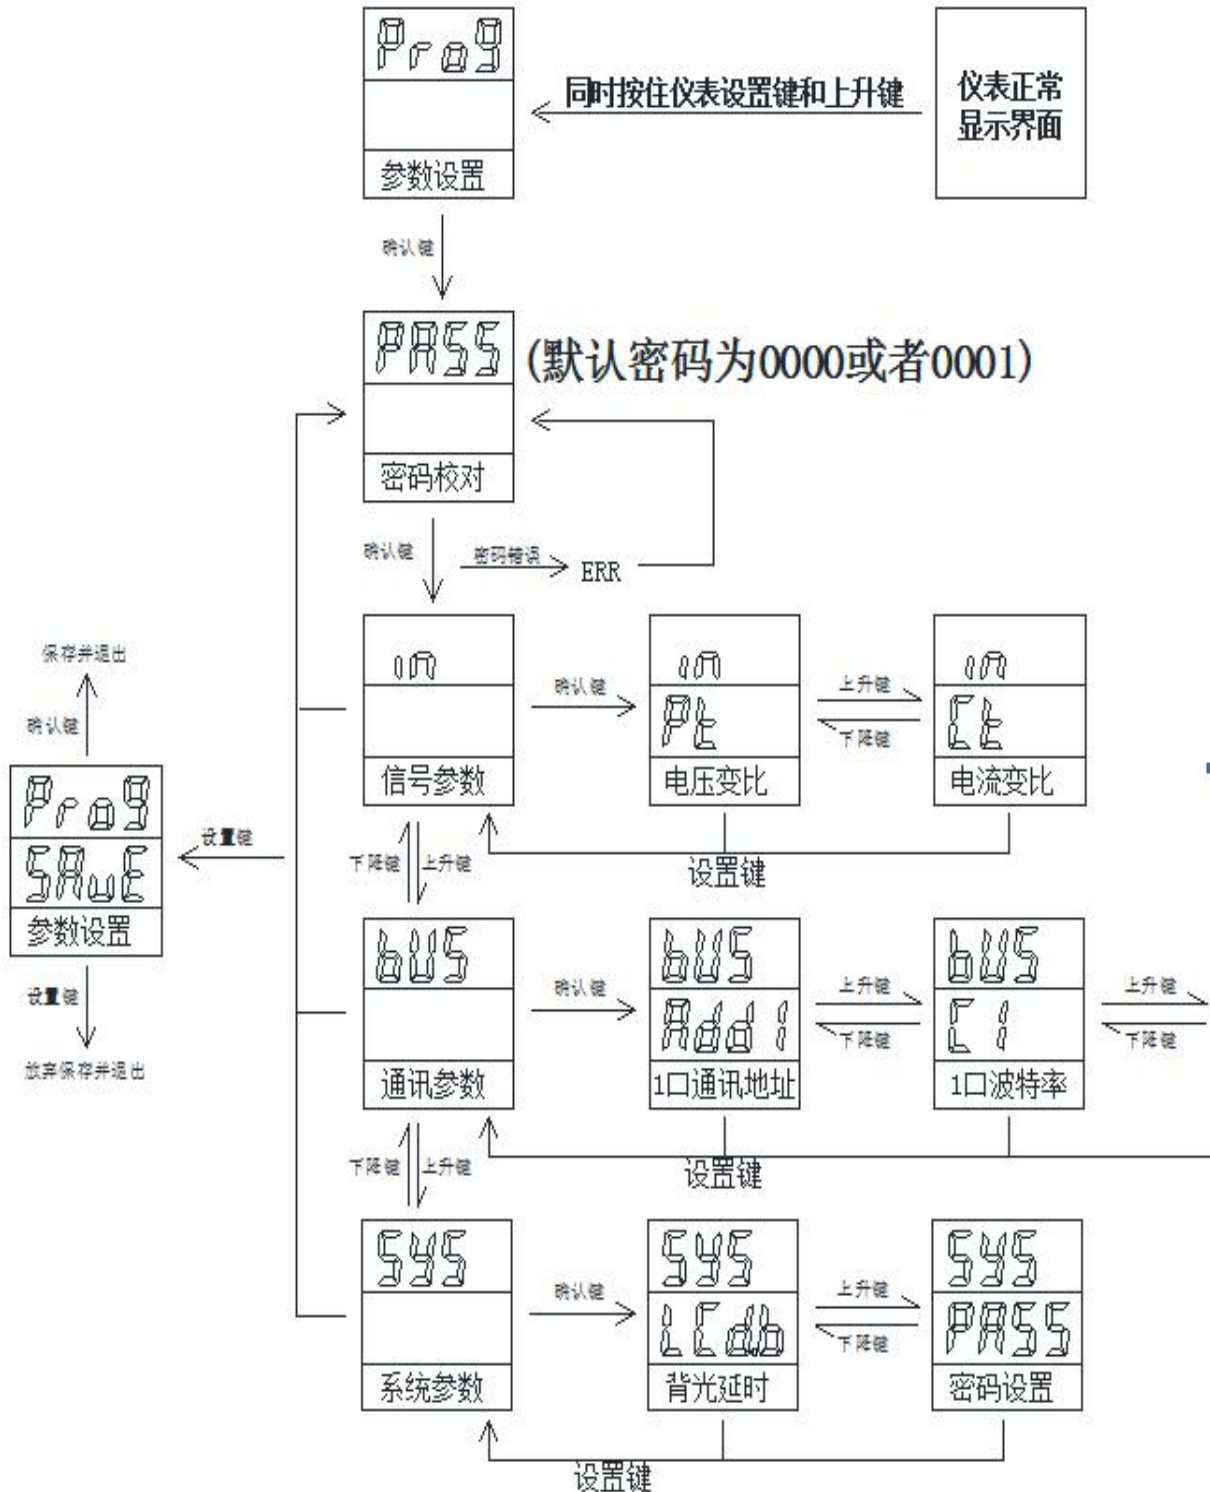 Prog
同时按住仪表设置键和上升键
仪表正常
显示界面
参数设置
确认键
PASS
(默认密码为0000或者0001)
密码校对
确认键
密码错误
ERR
in
信号参数
确认键
in
Pt
电压变比
上升键
下降键
in
Ct
电流变比
设置键
保存并退出
确认键
Prog
SAvE
参数设置
设置键
设置键
放弃保存并退出
下降键
上升键
bUS
通讯参数
确认键
bUS
Add1
1口通讯地址
上升键
下降键
bUS
C1
1口波特率
上升键
下降键
设置键
下降键
上升键
SYS
系统参数
确认键
SYS
LCd.b
背光延时
上升键
下降键
SYS
PASS
密码设置
设置键